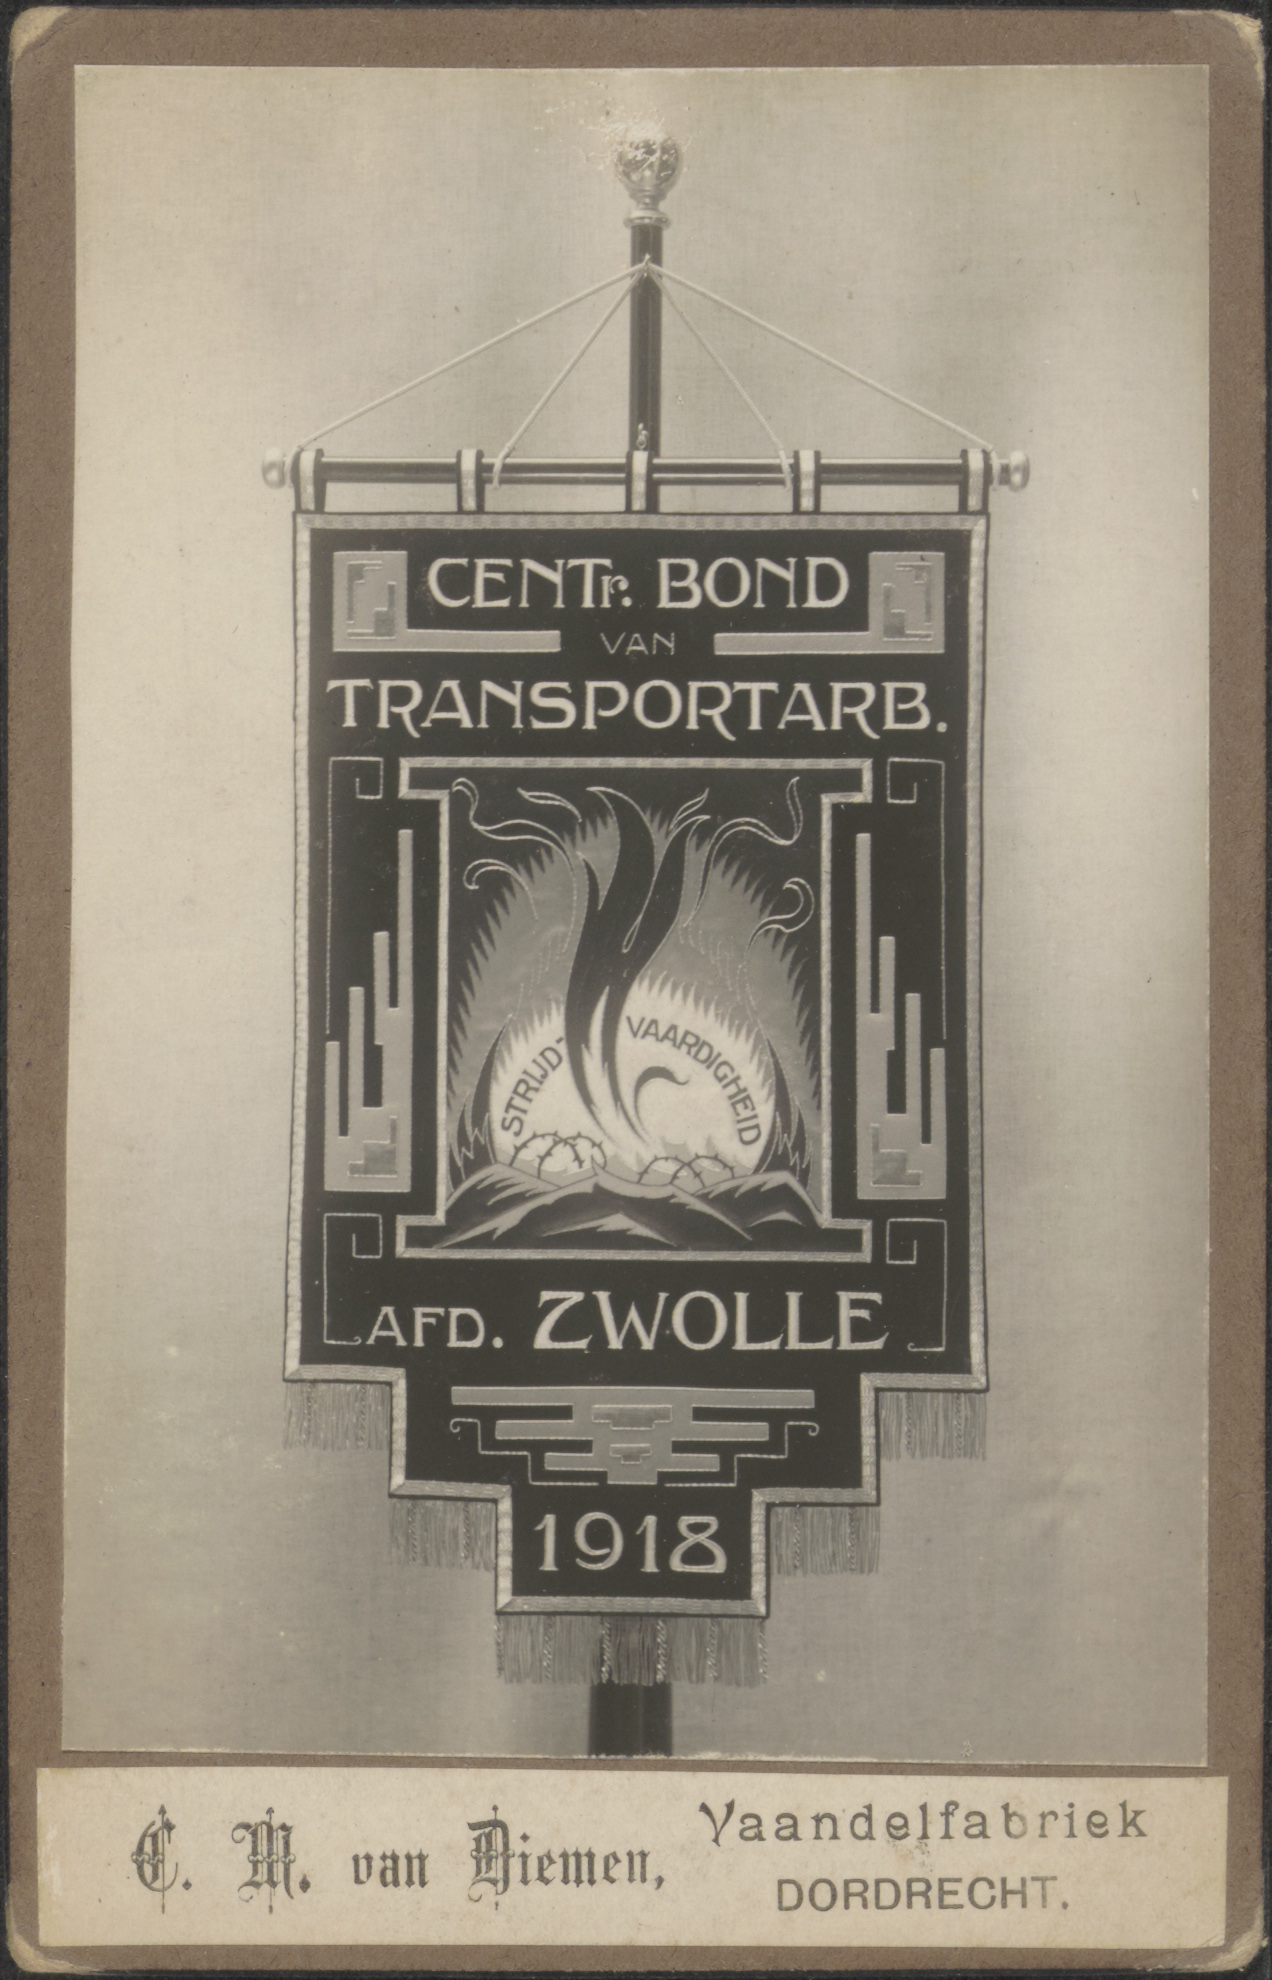 CENTr. BOND
VAN
TRANSPORTARB.
STRIJD-VAARDIGHEID
AFD. ZWOLLE
1918
C. M. van Diemen,
Vaandelfabriek
DORDRECHT.